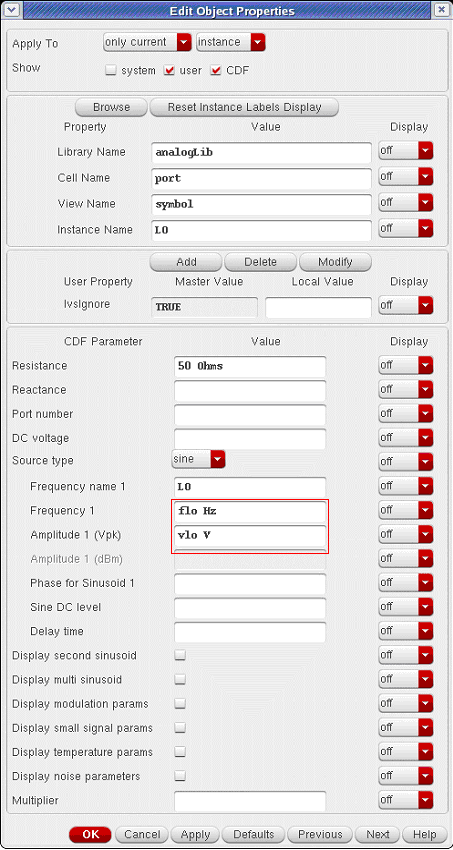 Edit Object Properties
Apply To only current instance
Show system user CDF
Browse Reset Instance Labels Display
Property Value Display
Library Name analogLib off
Cell Name port off
View Name symbol off
Instance Name LO off
Add Delete Modify
User Property Master Value Local Value Display
lvsIgnore TRUE off
CDF Parameter Value Display
Resistance 50 Ohms off
Reactance off
Port number off
DC voltage off
Source type sine off
Frequency name 1 LO off
Frequency 1 flo Hz off
Amplitude 1 (Vpk) vlo V off
Amplitude 1 (dBm) off
Phase for Sinusoid 1 off
Sine DC level off
Delay time off
Display second sinusoid off
Display multi sinusoid off
Display modulation params off
Display small signal params off
Display temperature params off
Display noise parameters off
Multiplier off
OK Cancel Apply Defaults Previous Next Help